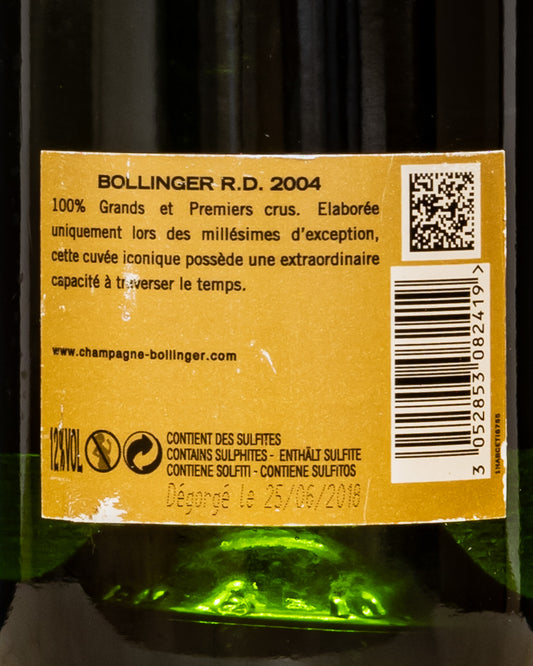 BOLLINGER R.D. 2004
100% Grands et Premiers crus. Elaborée
uniquement lors des millésimes d'exception,
cette cuvée iconique possède une extraordinaire
capacité à traverser le temps.
www.champagne-bollinger.com
12%VOL
CONTIENT DES SULFITES
CONTAINS SULPHITES - ENTHÄLT SULFITE
CONTIENE SOLFITI - CONTIENE SULFITOS
Dégorgé le 25/06/2018
3 052853 082419 >